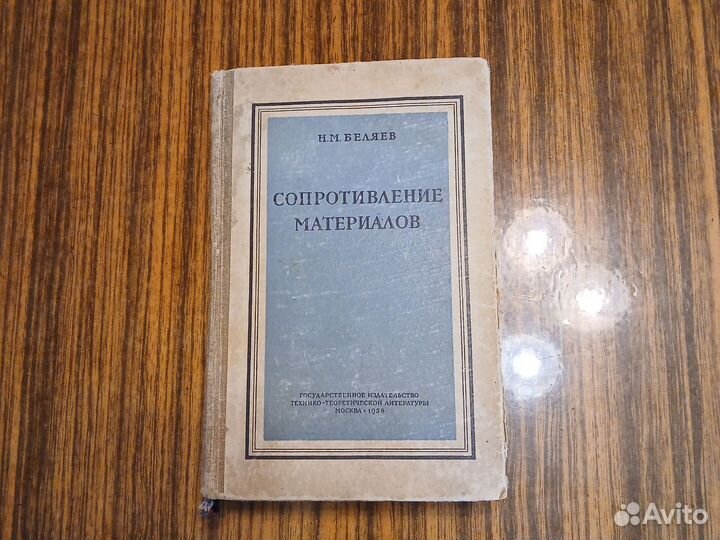 Н.М.БЕЛЯЕВ
СОПРОТИВЛЕНИЕ
МАТЕРИАЛОВ
ГОСУДАРСТВЕННОЕ ИЗДАТЕЛЬСТВО
ТЕХНИКО-ТЕОРЕТИЧЕСКОЙ ЛИТЕРАТУРЫ
МОСКВА • 1958
Avito